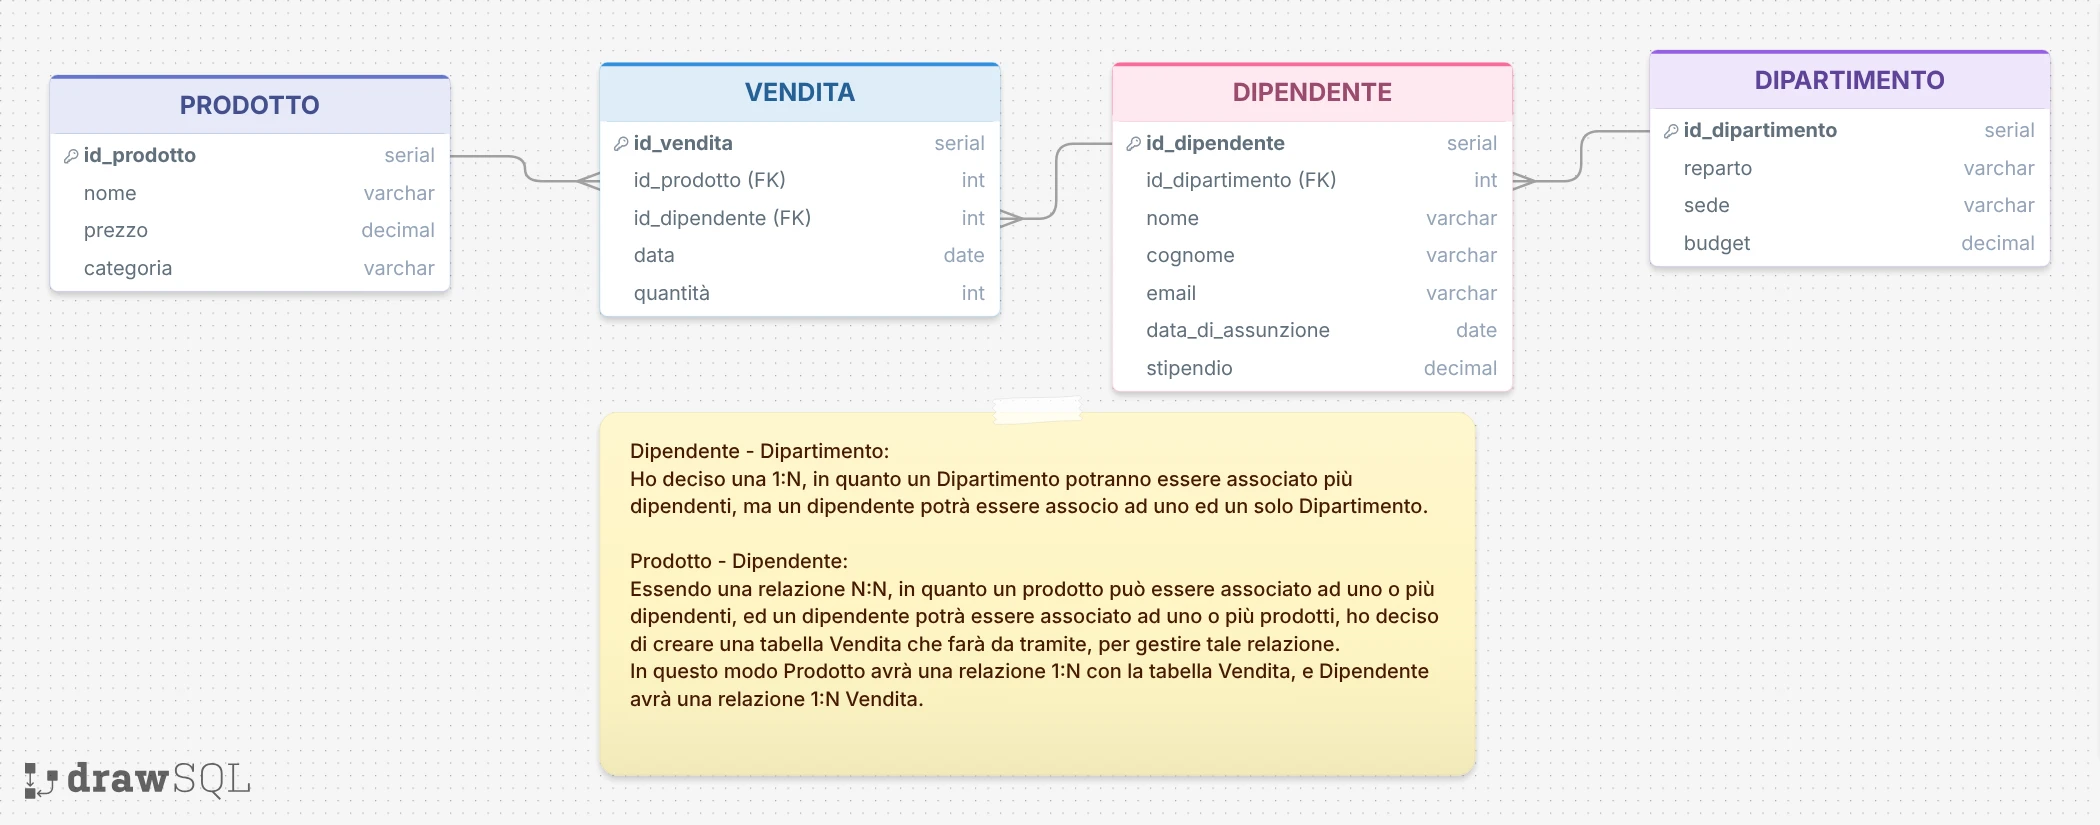 PRODOTTO
id_prodotto serial
nome varchar
prezzo decimal
categoria varchar
VENDITA
id_vendita serial
id_prodotto (FK) int
id_dipendente (FK) int
data date
quantità int
DIPENDENTE
id_dipendente serial
id_dipartimento (FK) int
nome varchar
cognome varchar
email varchar
data_di_assunzione date
stipendio decimal
DIPARTIMENTO
id_dipartimento serial
reparto varchar
sede varchar
budget decimal
Dipendente - Dipartimento:
Ho deciso una 1:N, in quanto un Dipartimento potranno essere associato più
dipendenti, ma un dipendente potrà essere associo ad uno ed un solo Dipartimento.
Prodotto - Dipendente:
Essendo una relazione N:N, in quanto un prodotto può essere associato ad uno o più
dipendenti, ed un dipendente potrà essere associato ad uno o più prodotti, ho deciso
di creare una tabella Vendita che farà da tramite, per gestire tale relazione.
In questo modo Prodotto avrà una relazione 1:N con la tabella Vendita, e Dipendente
avrà una relazione 1:N Vendita.
drawSQL